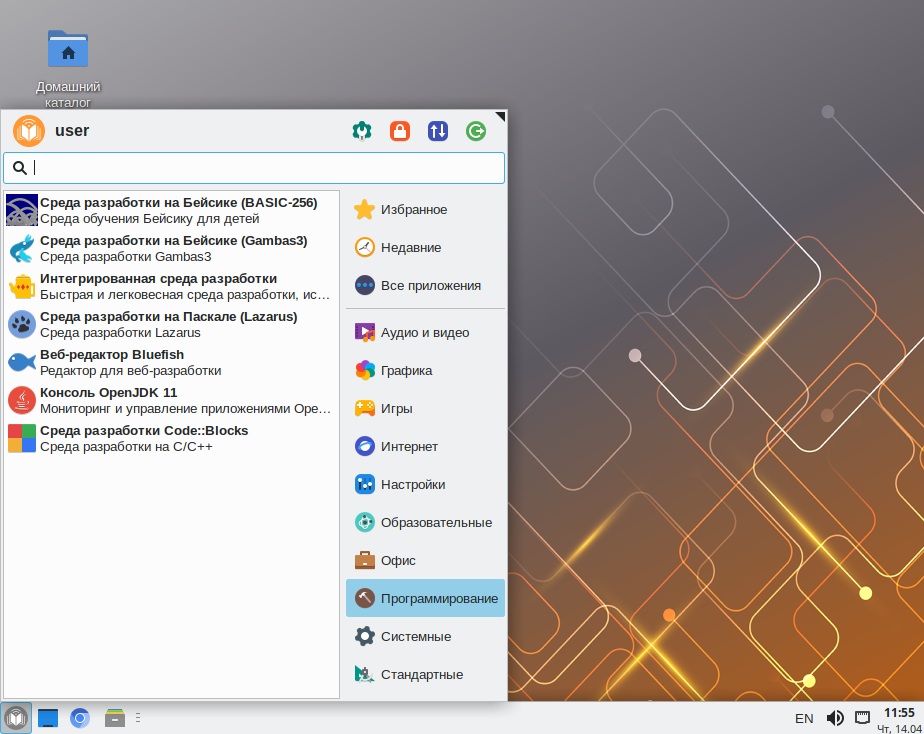 Домашний
каталог
user
Среда разработки на Бейсике (BASIC-256)
Среда обучения Бейсику для детей
Среда разработки на Бейсике (Gambas3)
Среда разработки Gambas3
Интегрированная среда разработки
Быстрая и легковесная среда разработки, ис…
Среда разработки на Паскале (Lazarus)
Среда разработки Lazarus
Веб-редактор Bluefish
Редактор для веб-разработки
Консоль OpenJDK 11
Мониторинг и управление приложениями Ope…
Среда разработки Code::Blocks
Среда разработки на C/C++
Избранное
Недавние
Все приложения
Аудио и видео
Графика
Игры
Интернет
Настройки
Образовательные
Офис
Программирование
Системные
Стандартные
EN
11:55
Чт, 14.04